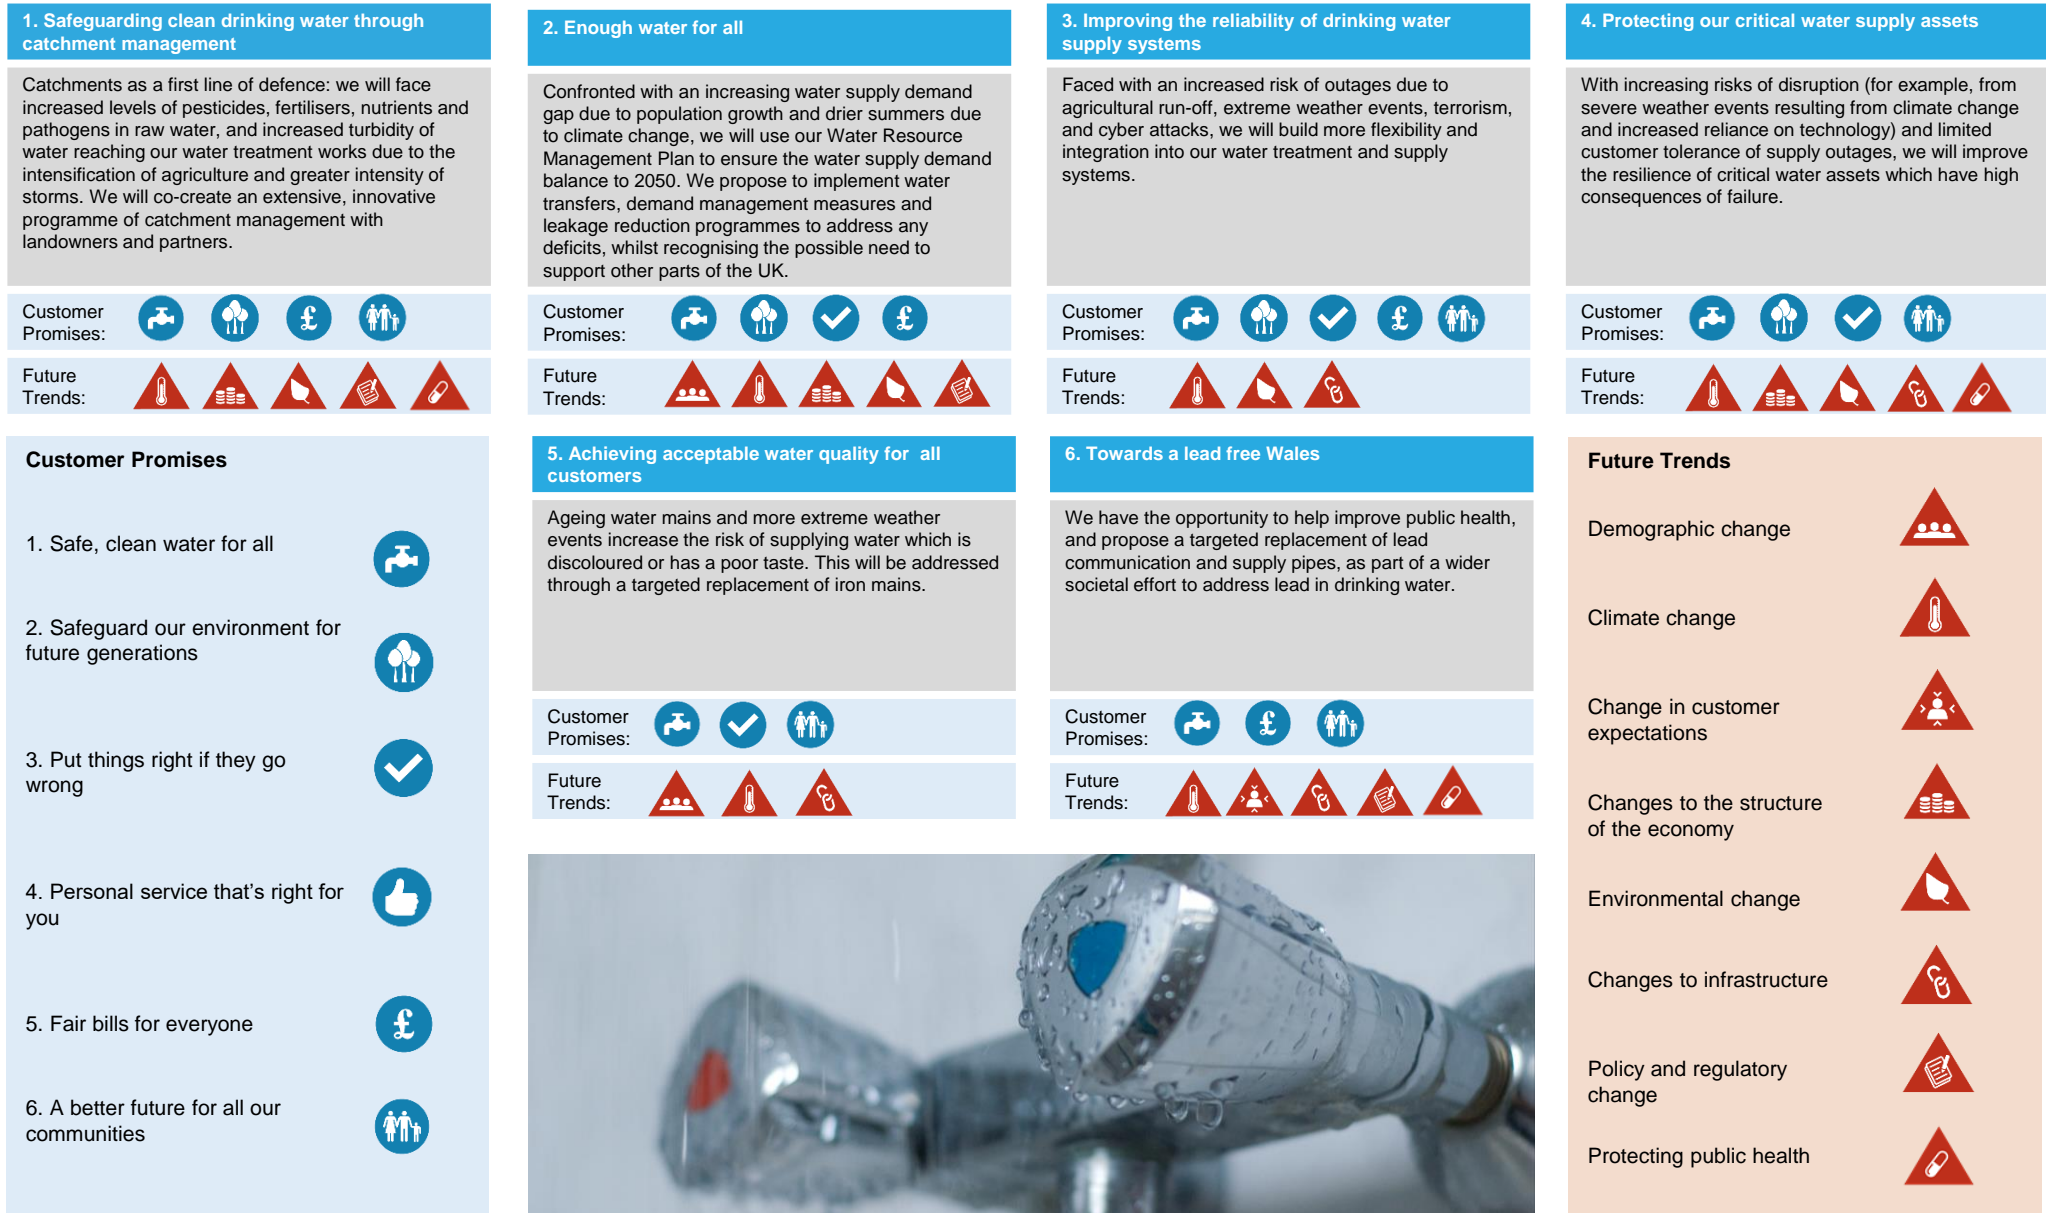 1. Safeguarding clean drinking water through
catchment management
Catchments as a first line of defence: we will face
increased levels of pesticides, fertilisers, nutrients and
pathogens in raw water, and increased turbidity of
water reaching our water treatment works due to the
intensification of agriculture and greater intensity of
storms. We will co-create an extensive, innovative
programme of catchment management with
landowners and partners.
Customer
Promises:
Future
Trends:
2. Enough water for all
Confronted with an increasing water supply demand
gap due to population growth and drier summers due
to climate change, we will use our Water Resource
Management Plan to ensure the water supply demand
balance to 2050. We propose to implement water
transfers, demand management measures and
leakage reduction programmes to address any
deficits, whilst recognising the possible need to
support other parts of the UK.
Customer
Promises:
Future
Trends:
3. Improving the reliability of drinking water
supply systems
Faced with an increased risk of outages due to
agricultural run-off, extreme weather events, terrorism,
and cyber attacks, we will build more flexibility and
integration into our water treatment and supply
systems.
Customer
Promises:
Future
Trends:
4. Protecting our critical water supply assets
With increasing risks of disruption (for example, from
severe weather events resulting from climate change
and increased reliance on technology) and limited
customer tolerance of supply outages, we will improve
the resilience of critical water assets which have high
consequences of failure.
Customer
Promises:
Future
Trends:
Customer Promises
1. Safe, clean water for all
2. Safeguard our environment for
future generations
3. Put things right if they go
wrong
4. Personal service that’s right for
you
5. Fair bills for everyone
6. A better future for all our
communities
5. Achieving acceptable water quality for  all
customers
Ageing water mains and more extreme weather
events increase the risk of supplying water which is
discoloured or has a poor taste. This will be addressed
through a targeted replacement of iron mains.
Customer
Promises:
Future
Trends:
6. Towards a lead free Wales
We have the opportunity to help improve public health,
and propose a targeted replacement of lead
communication and supply pipes, as part of a wider
societal effort to address lead in drinking water.
Customer
Promises:
Future
Trends:
Future Trends
Demographic change
Climate change
Change in customer
expectations
Changes to the structure
of the economy
Environmental change
Changes to infrastructure
Policy and regulatory
change
Protecting public health